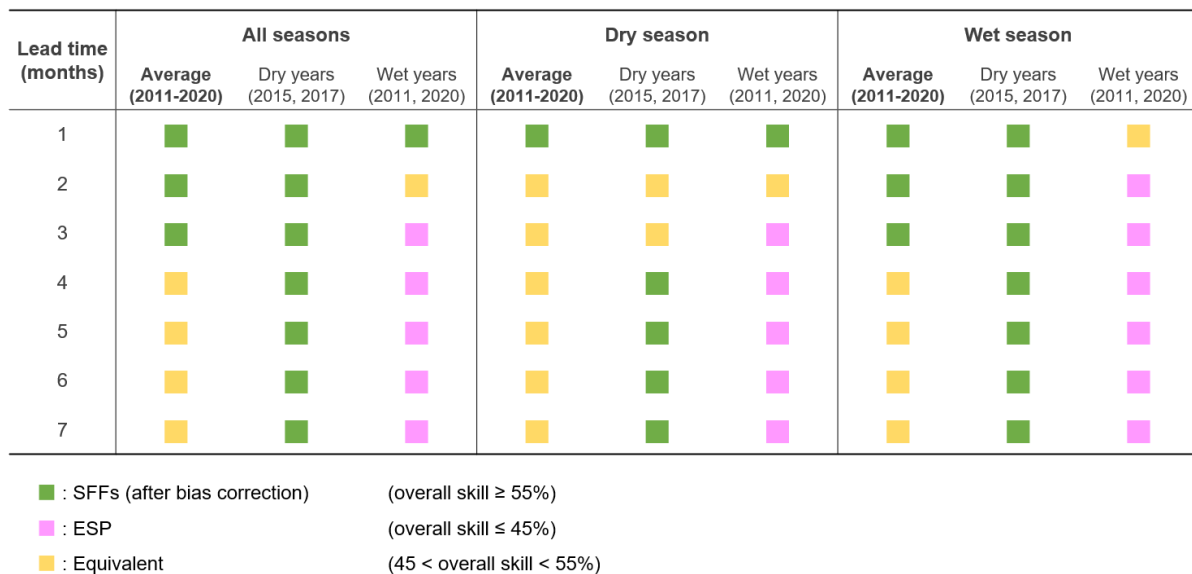 Lead time (months) All seasons Dry season Wet season
Average (2011-2020) Dry years (2015, 2017) Wet years (2011, 2020) Average (2011-2020) Dry years (2015, 2017) Wet years (2011, 2020) Average (2011-2020) Dry years (2015, 2017) Wet years (2011, 2020)
1
2
3
4
5
6
7
: SFFs (after bias correction) (overall skill ≥ 55%)
: ESP (overall skill ≤ 45%)
: Equivalent (45 < overall skill < 55%)